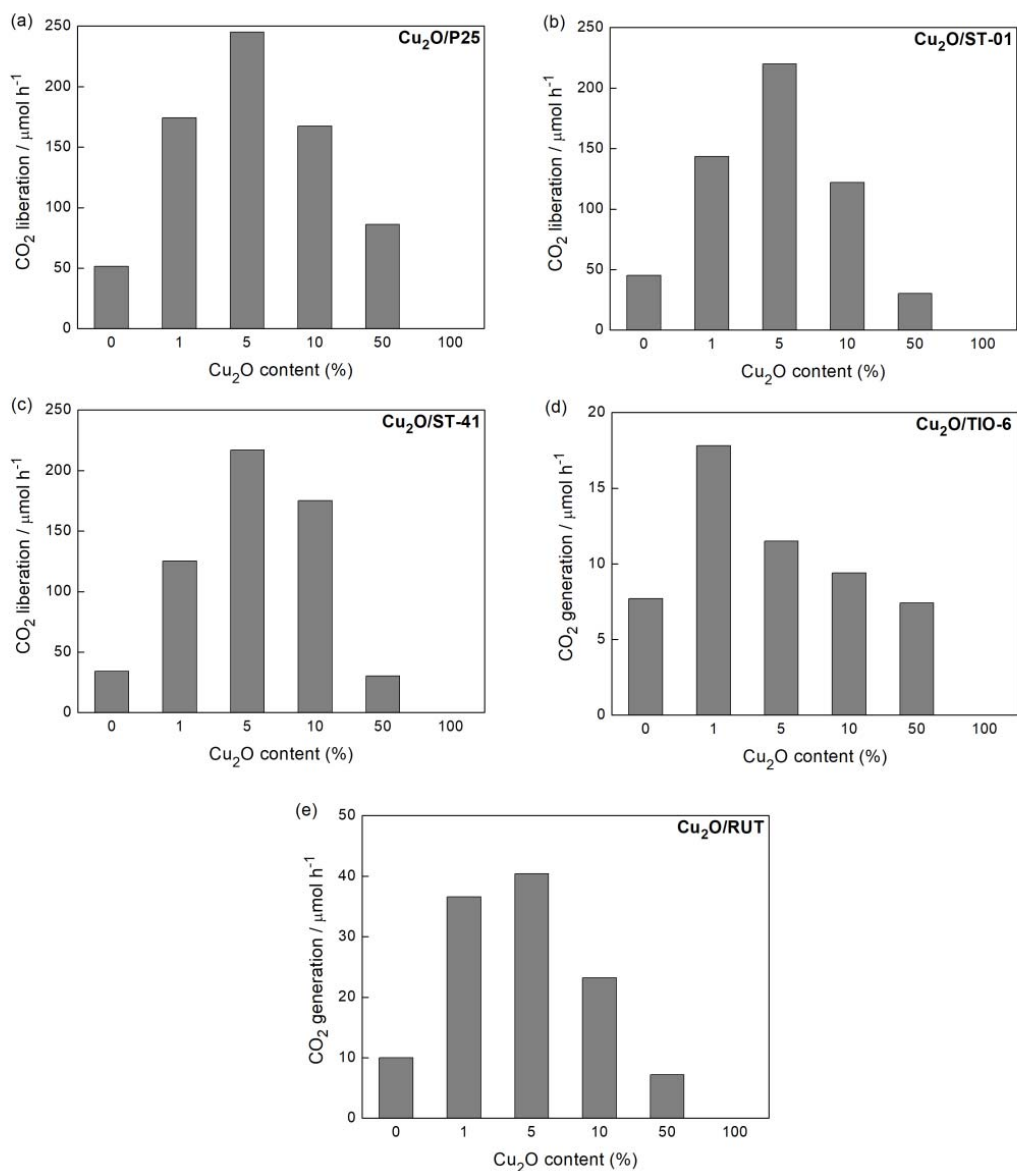 (a)
Cu₂O/P25
CO₂ liberation / μmol h⁻¹
250
200
150
100
50
0
0 1 5 10 50 100
Cu₂O content (%)
(b)
Cu₂O/ST-01
CO₂ liberation / μmol h⁻¹
250
200
150
100
50
0
0 1 5 10 50 100
Cu₂O content (%)
(c)
Cu₂O/ST-41
CO₂ liberation / μmol h⁻¹
250
200
150
100
50
0
0 1 5 10 50 100
Cu₂O content (%)
(d)
Cu₂O/TIO-6
CO₂ generation / μmol h⁻¹
20
15
10
5
0
0 1 5 10 50 100
Cu₂O content (%)
(e)
Cu₂O/RUT
CO₂ generation / μmol h⁻¹
50
40
30
20
10
0
0 1 5 10 50 100
Cu₂O content (%)